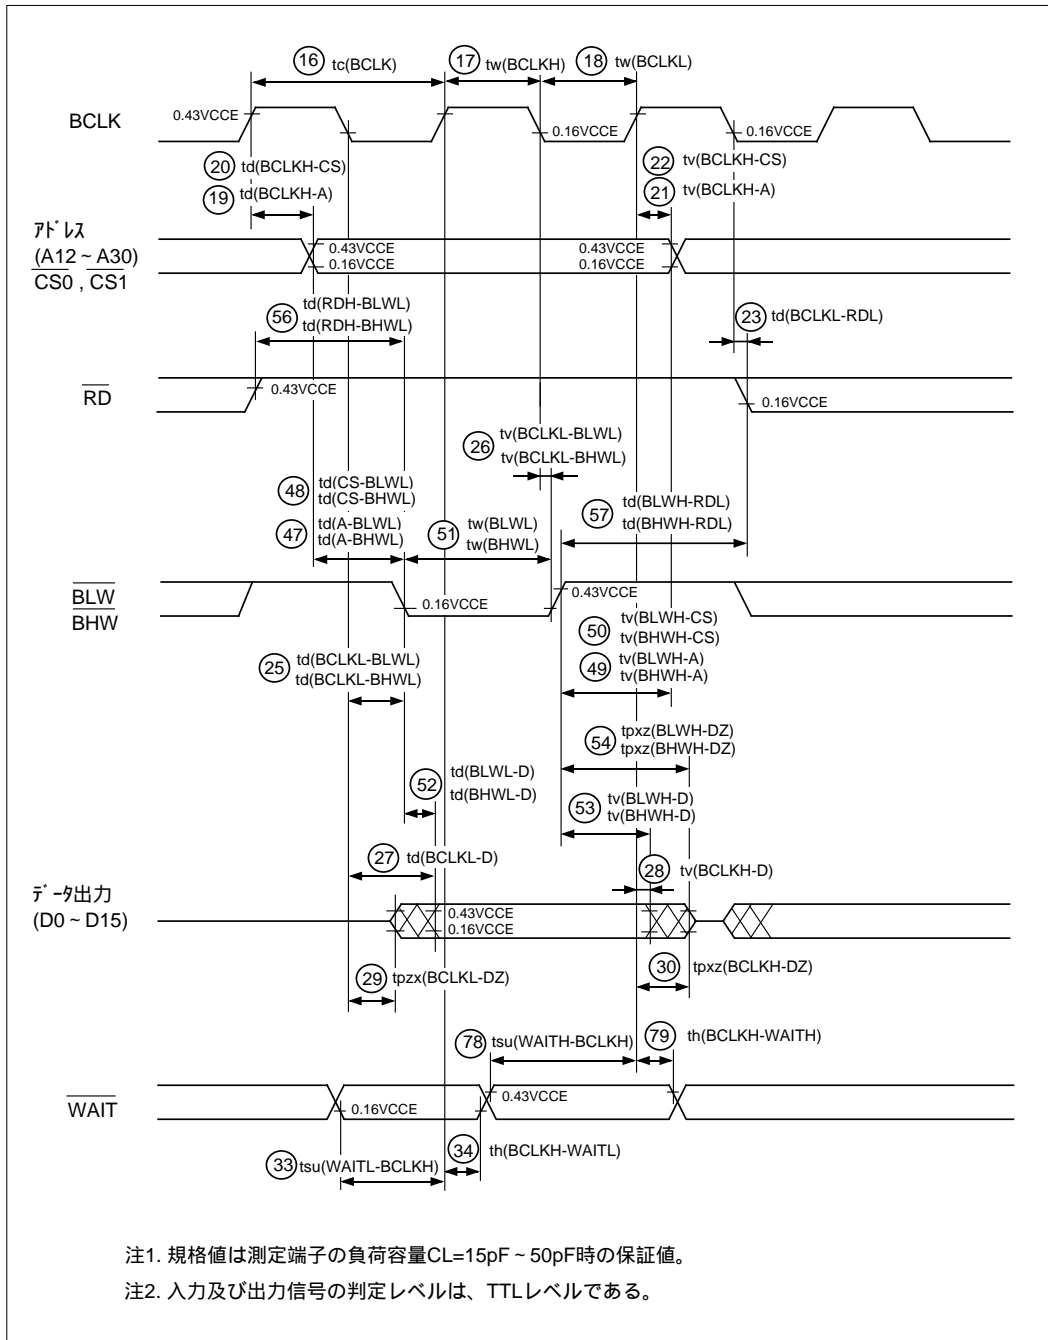 16 tc(BCLK)
17 tw(BCLKH)
18 tw(BCLKL)
BCLK
0.43VCCE
0.16VCCE
0.16VCCE
20 td(BCLKH-CS)
19 td(BCLKH-A)
22 tv(BCLKH-CS)
21 tv(BCLKH-A)
アドレス
(A12 ~ A30)
CS0 , CS1
0.43VCCE
0.16VCCE
0.43VCCE
0.16VCCE
56 td(RDH-BLWL)
td(RDH-BHWL)
23 td(BCLKL-RDL)
RD
0.43VCCE
0.16VCCE
26 tv(BCLKL-BLWL)
tv(BCLKL-BHWL)
48 td(CS-BLWL)
td(CS-BHWL)
47 td(A-BLWL)
td(A-BHWL)
51 tw(BLWL)
tw(BHWL)
57 td(BLWH-RDL)
td(BHWH-RDL)
BLW
BHW
0.16VCCE
0.43VCCE
50 tv(BLWH-CS)
tv(BHWH-CS)
49 tv(BLWH-A)
tv(BHWH-A)
25 td(BCLKL-BLWL)
td(BCLKL-BHWL)
54 tpxz(BLWH-DZ)
tpxz(BHWH-DZ)
52 td(BLWL-D)
td(BHWL-D)
53 tv(BLWH-D)
tv(BHWH-D)
27 td(BCLKL-D)
28 tv(BCLKH-D)
データ出力
(D0 ~ D15)
0.43VCCE
0.16VCCE
29 tpzx(BCLKL-DZ)
30 tpxz(BCLKH-DZ)
78 tsu(WAITH-BCLKH)
79 th(BCLKH-WAITH)
WAIT
0.16VCCE
0.43VCCE
33 tsu(WAITL-BCLKH)
34 th(BCLKH-WAITL)
注1. 規格値は測定端子の負荷容量CL=15pF ~ 50pF時の保証値。
注2. 入力及び出力信号の判定レベルは、TTLレベルである。